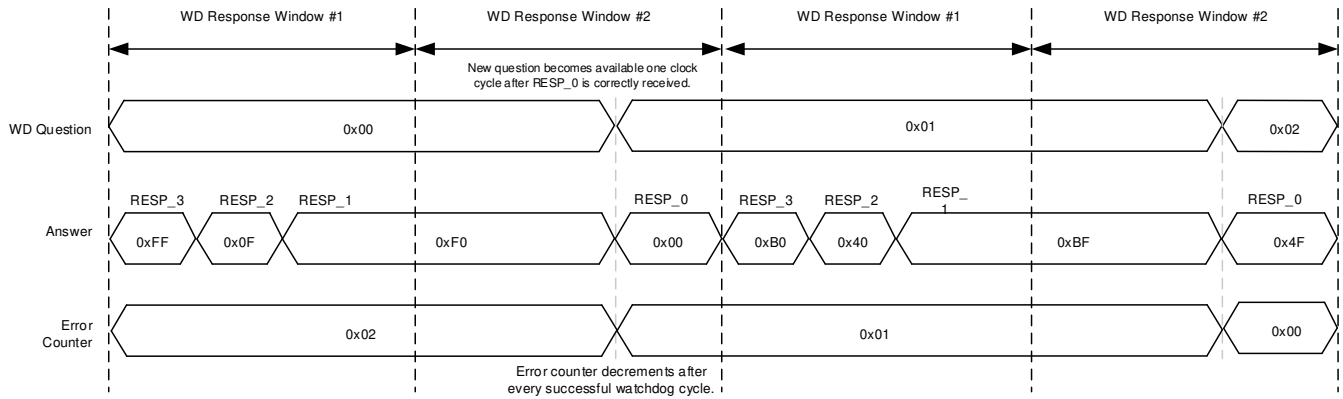 WD Response Window #1
WD Response Window #2
WD Response Window #1
WD Response Window #2
New question becomes available one clock
cycle after RESP_0 is correctly received.
WD Question
0x00
0x01
0x02
RESP_3
RESP_2
RESP_1
RESP_0
RESP_3
RESP_2
RESP_
1
RESP_0
Answer
0xFF
0x0F
0xF0
0x00
0xB0
0x40
0xBF
0x4F
Error
Counter
0x02
0x01
0x00
Error counter decrements after
every successful watchdog cycle.